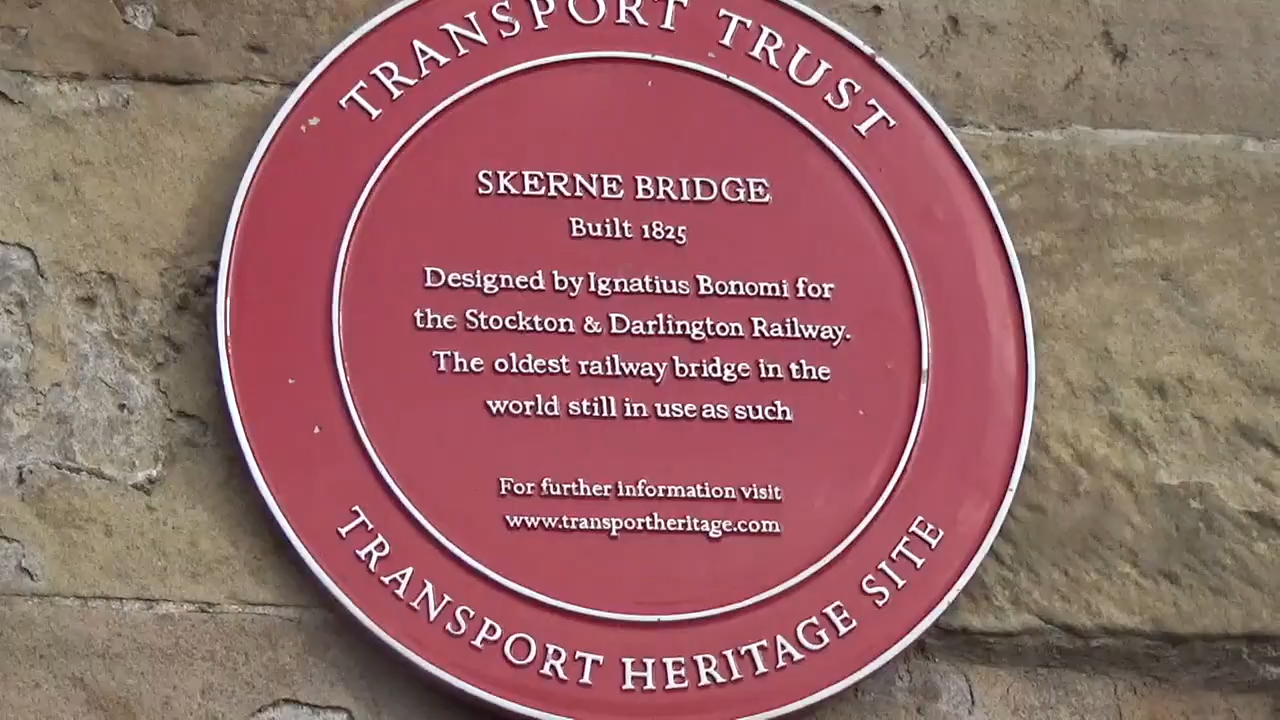 TRANSPORT TRUST
SKERNE BRIDGE
Built 1825
Designed by Ignatius Bonomi for
the Stockton & Darlington Railway.
The oldest railway bridge in the
world still in use as such
For further information visit
www.transportheritage.com
TRANSPORT HERITAGE SITE